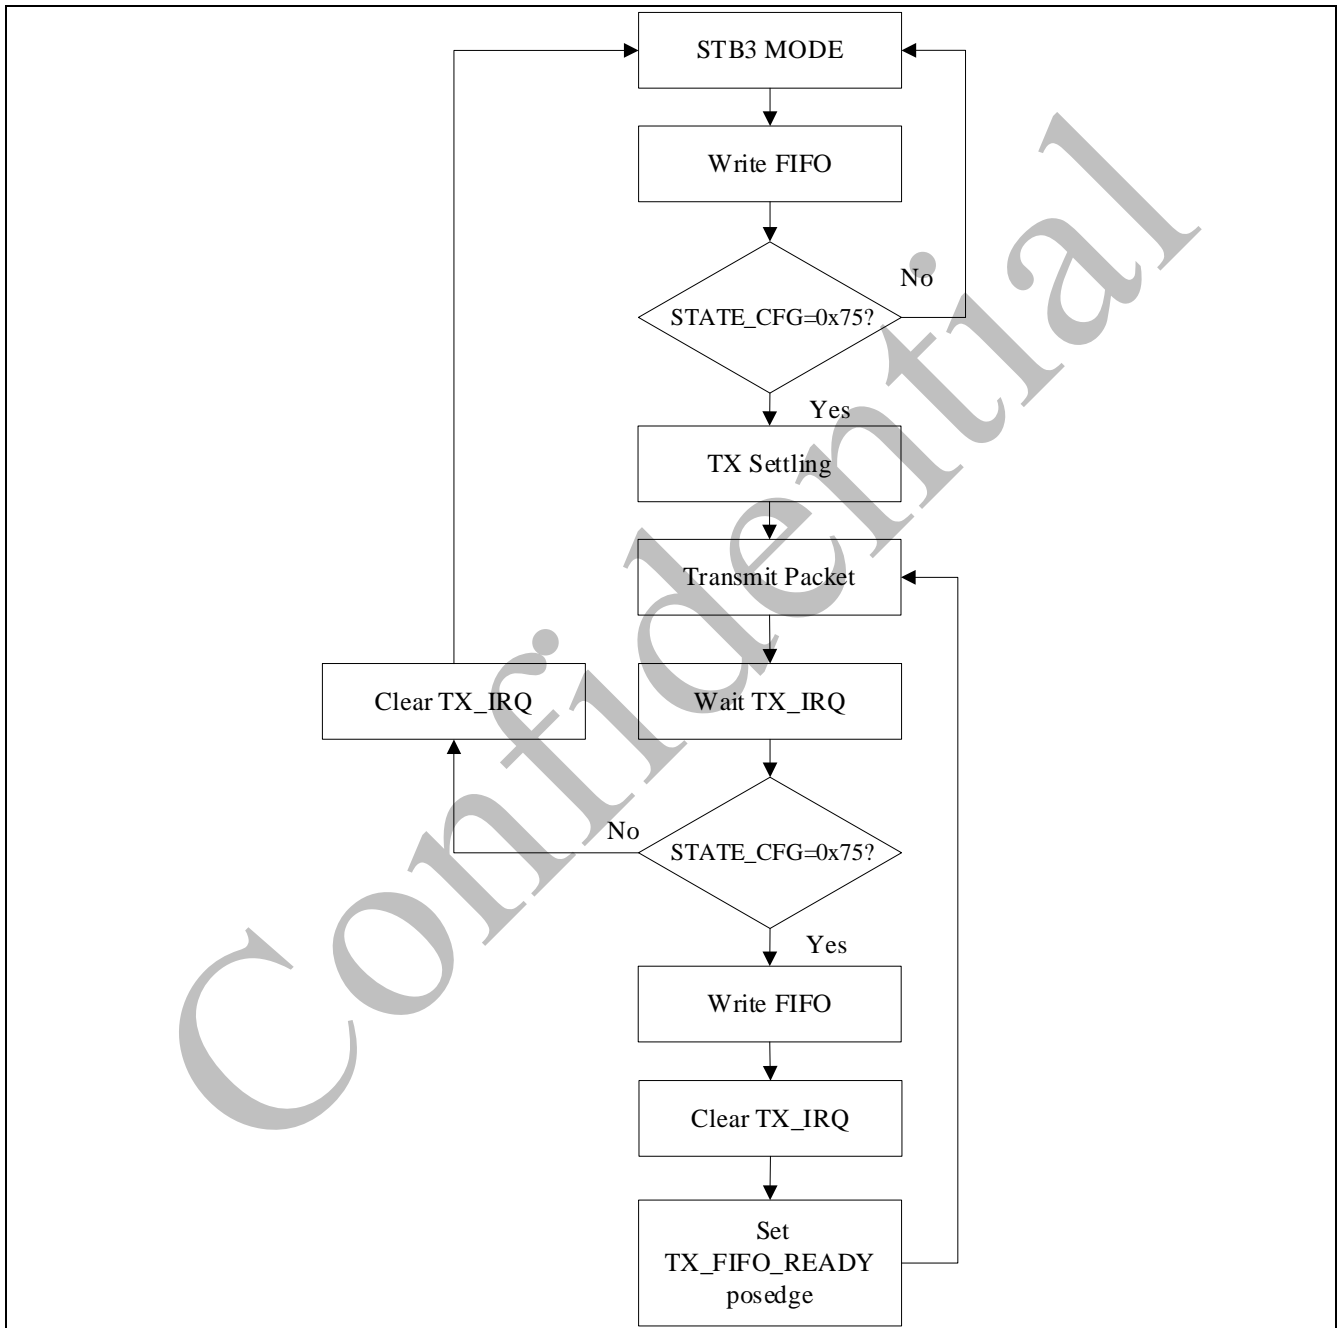 STB3 MODE
Write FIFO
No
STATE_CFG=0x75?
Yes
TX Settling
Transmit Packet
Clear TX_IRQ
Wait TX_IRQ
No
STATE_CFG=0x75?
Yes
Write FIFO
Clear TX_IRQ
Set
TX_FIFO_READY
posedge
Confidential